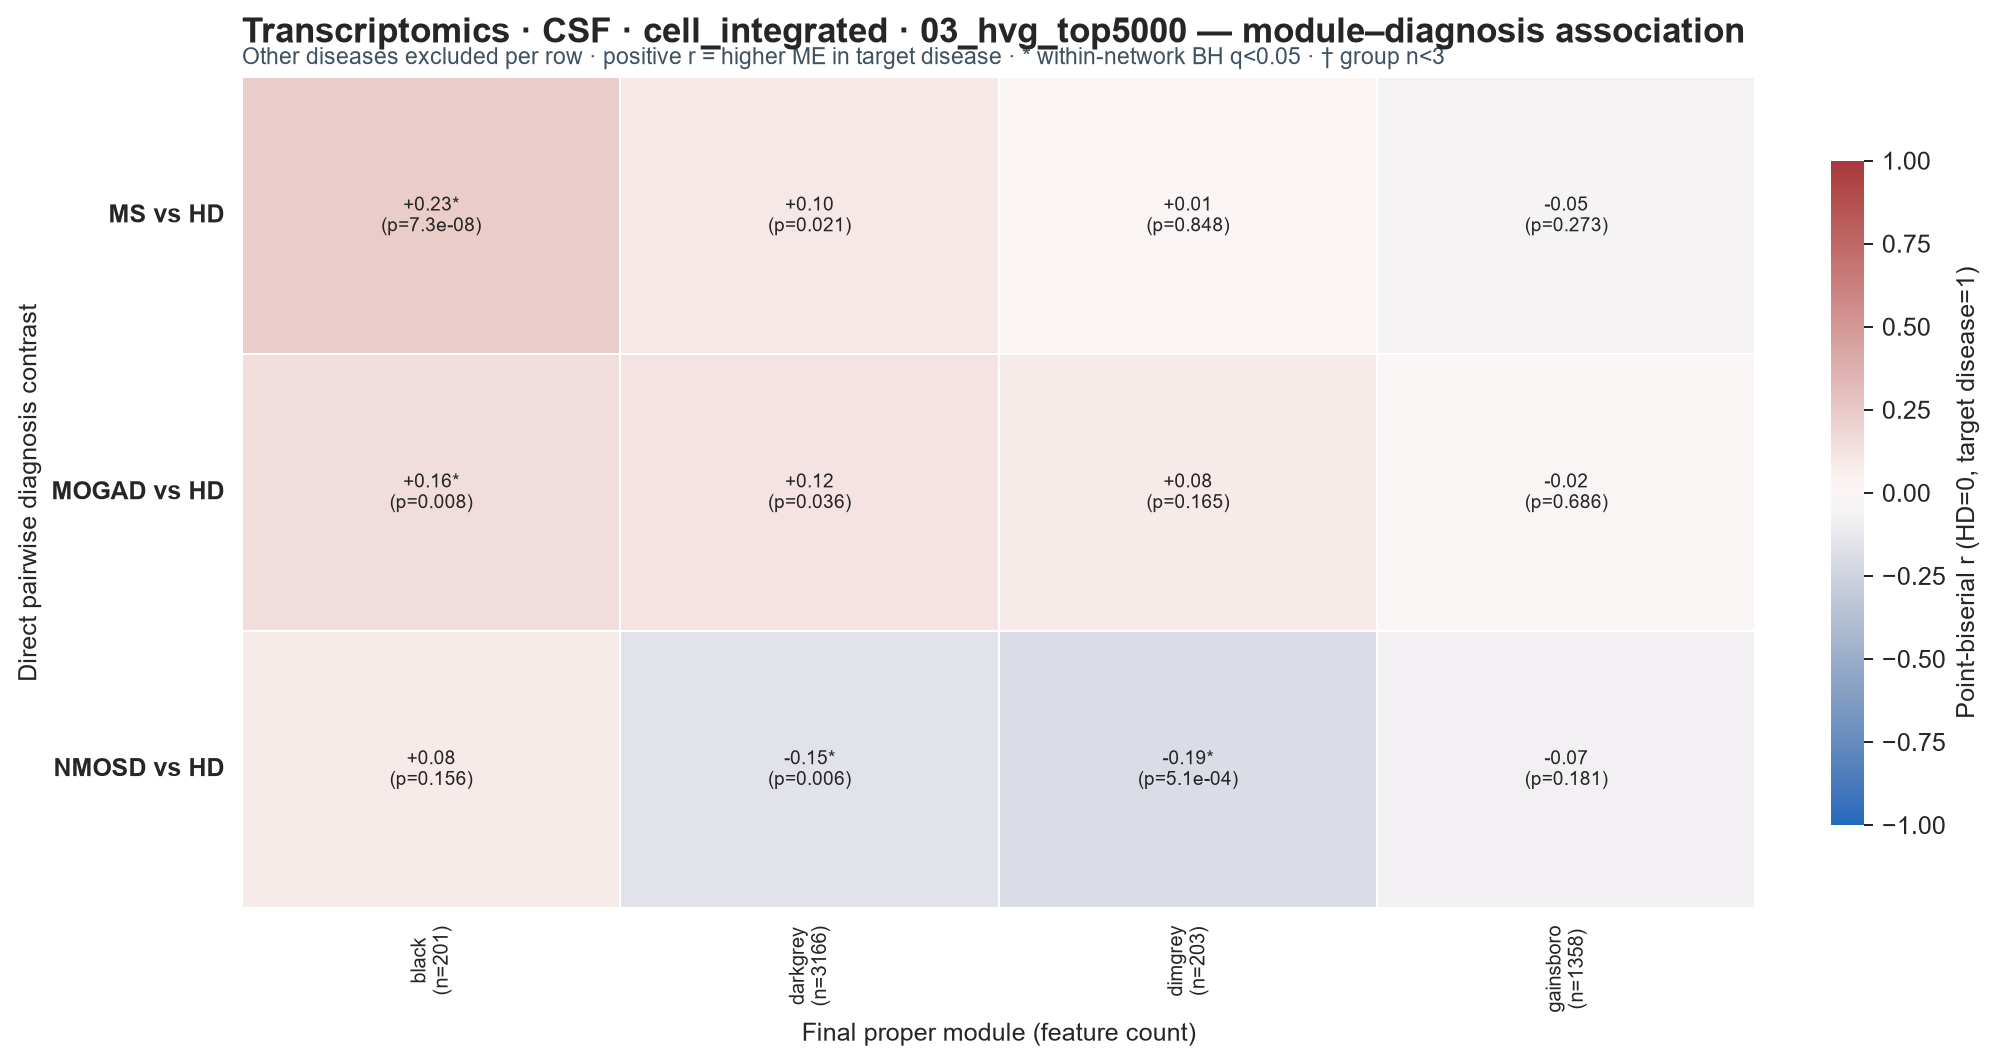 Transcriptomics · CSF · cell_integrated · 03_hvg_top5000 — module–diagnosis association
Other diseases excluded per row · positive r = higher ME in target disease · * within-network BH q<0.05 · † group n<3
Direct pairwise diagnosis contrast
MS vs HD
+0.23*
(p=7.3e-08)
+0.10
(p=0.021)
+0.01
(p=0.848)
-0.05
(p=0.273)
MOGAD vs HD
+0.16*
(p=0.008)
+0.12
(p=0.036)
+0.08
(p=0.165)
-0.02
(p=0.686)
NMOSD vs HD
+0.08
(p=0.156)
-0.15*
(p=0.006)
-0.19*
(p=5.1e-04)
-0.07
(p=0.181)
black
(n=201)
darkgrey
(n=3166)
dimgrey
(n=203)
gainsboro
(n=1358)
Final proper module (feature count)
1.00
0.75
0.50
0.25
0.00
−0.25
−0.50
−0.75
−1.00
Point-biserial r (HD=0, target disease=1)